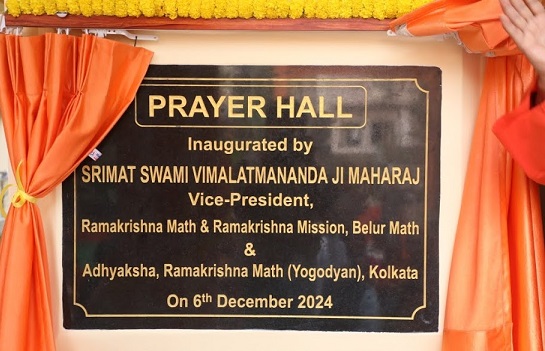 PRAYER HALL
Inaugurated by
SRIMAT SWAMI VIMALATMANANDA JI MAHARAJ
Vice-President,
Ramakrishna Math & Ramakrishna Mission, Belur Math
&
Adhyaksha, Ramakrishna Math (Yogodyan), Kolkata
On 6th December 2024